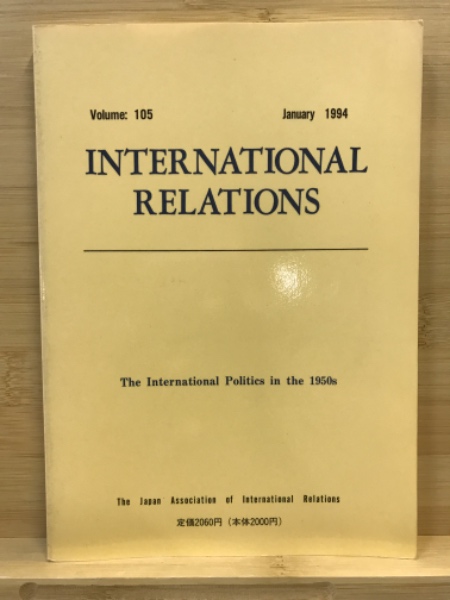 Volume: 105 January 1994
INTERNATIONAL
RELATIONS
The International Politics in the 1950s
The Japan Association of International Relations
定価2060円 (本体2000円)